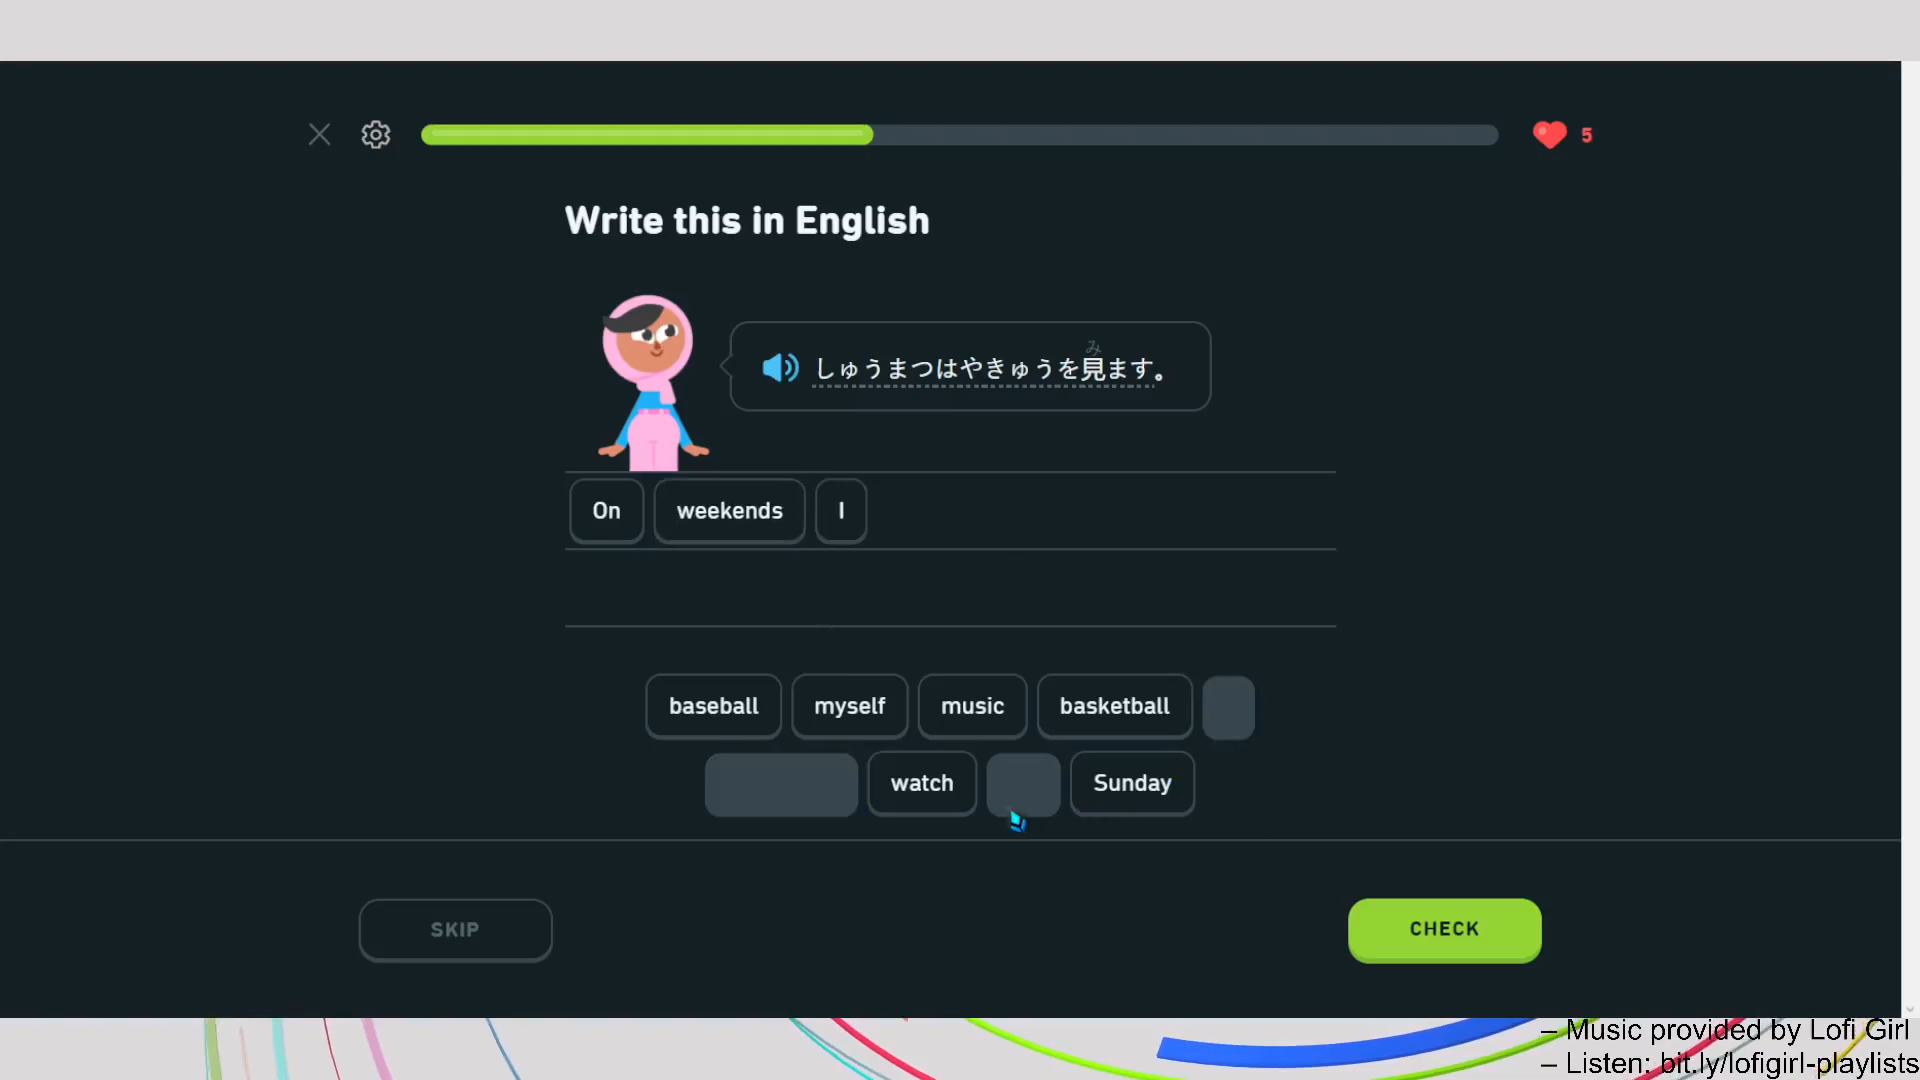 5
Write this in English
み
しゅうまつはやきゅうを見ます。
On weekends I
baseball myself music basketball
watch Sunday
SKIP CHECK
– Music provided by Lofi Girl
– Listen: bit.ly/lofigirl-playlists